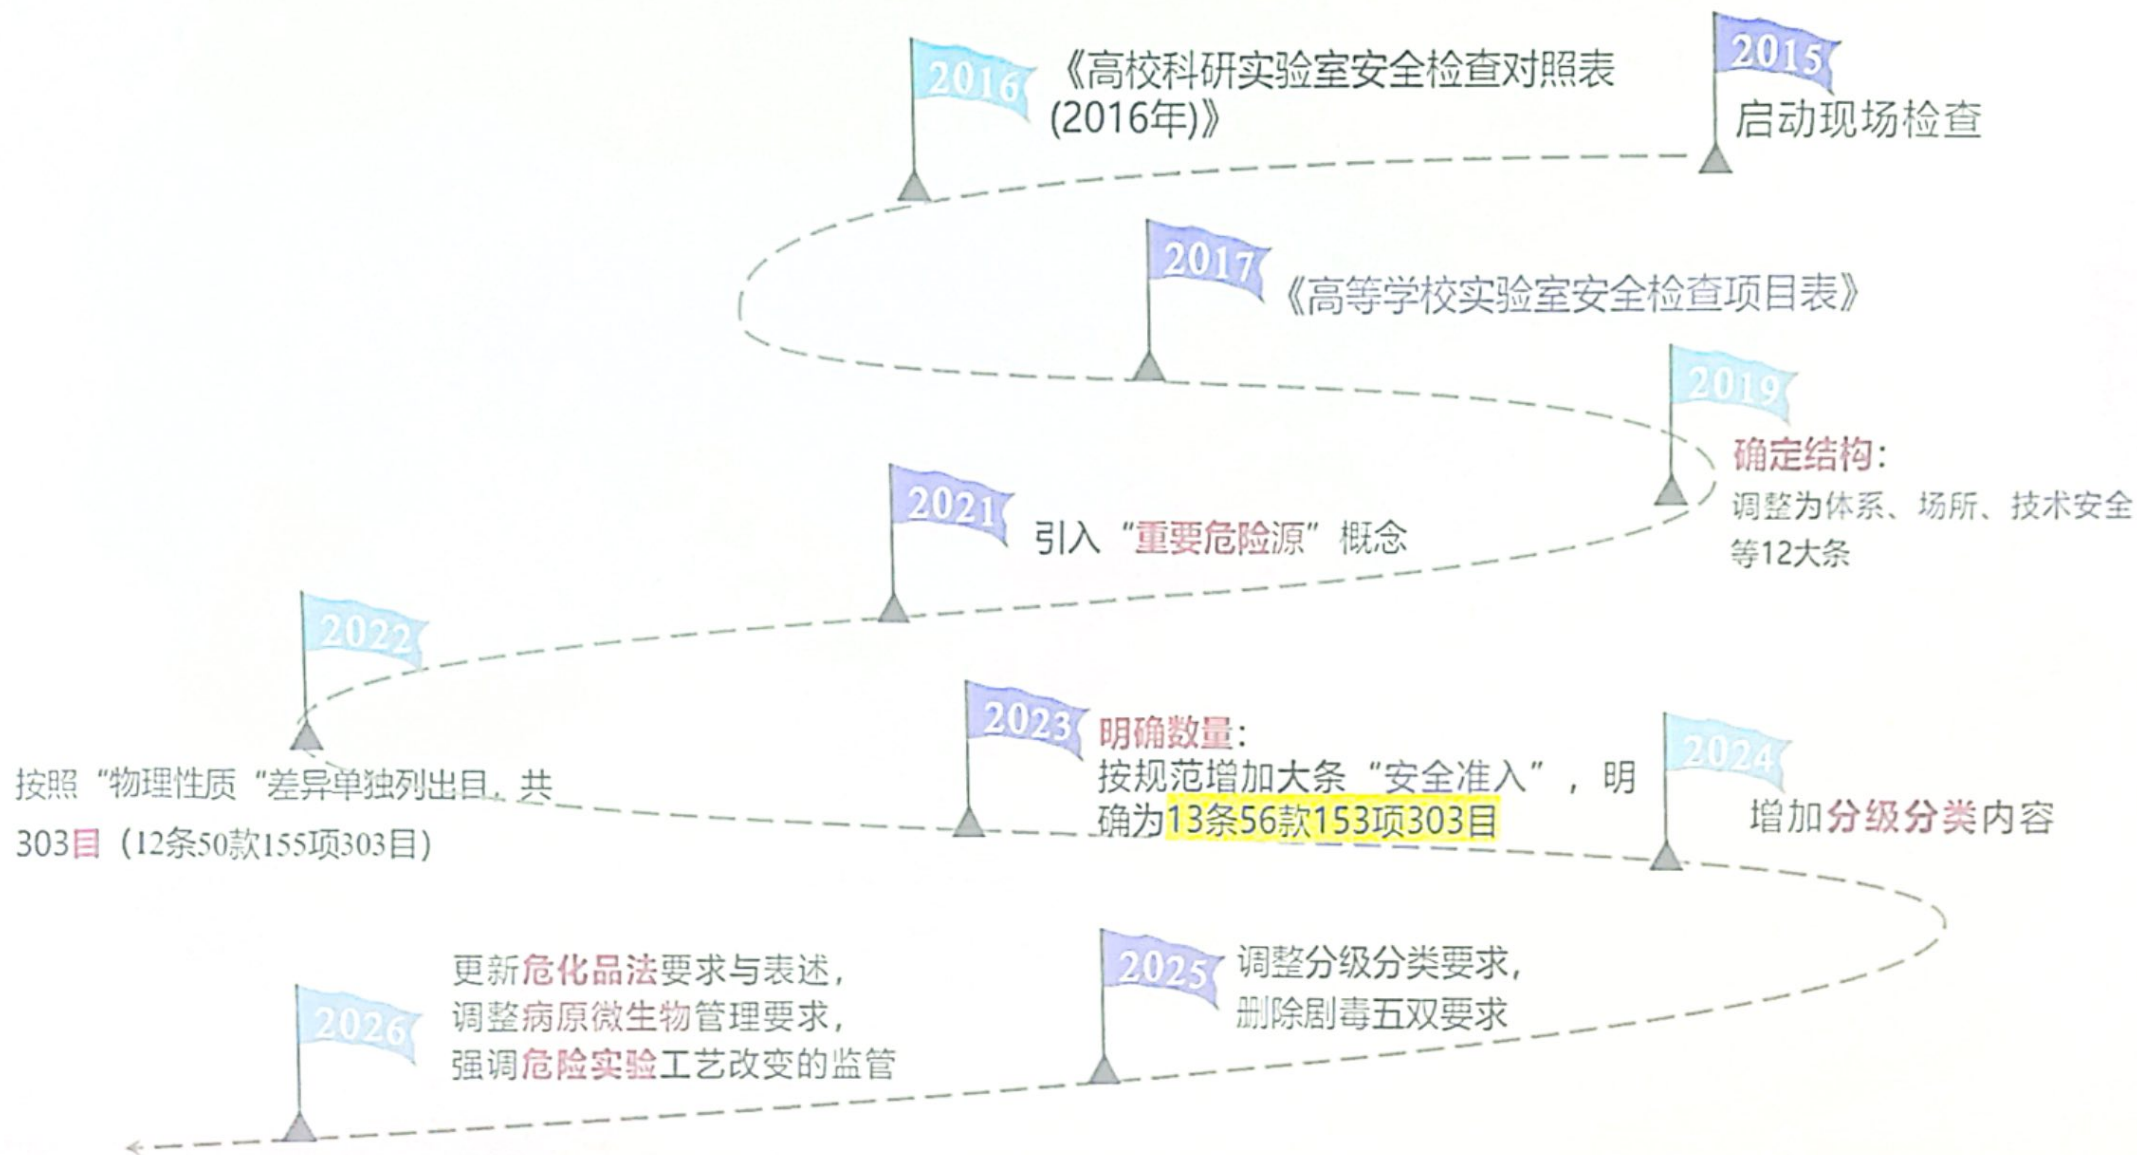 2015
启动现场检查
2016
《高校科研实验室安全检查对照表
(2016年)》
2017
《高等学校实验室安全检查项目表》
2019
确定结构：
调整为体系、场所、技术安全
等12大条
2021
引入“重要危险源”概念
2022
按照“物理性质“差异单独列出目，共
303目（12条50款155项303目）
2023
明确数量：
按规范增加大条“安全准入”，明
确为13条56款153项303目
2024
增加分级分类内容
2025
调整分级分类要求，
删除剧毒五双要求
2026
更新危化品法要求与表述，
调整病原微生物管理要求，
强调危险实验工艺改变的监管